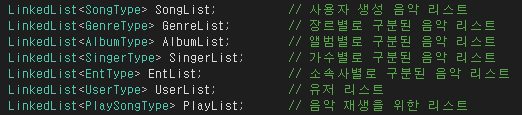 LinkedList<SongType> SongList; // 사용자 생성 음악 리스트
LinkedList<GenreType> GenreList; // 장르별로 구분된 음악 리스트
LinkedList<AlbumType> AlbumList; // 앨범별로 구분된 음악 리스트
LinkedList<SingerType> SingerList; // 가수별로 구분된 음악 리스트
LinkedList<EntType> EntList; // 소속사별로 구분된 음악 리스트
LinkedList<UserType> UserList; // 유저 리스트
LinkedList<PlaySongType> PlayList; // 음악 재생을 위한 리스트